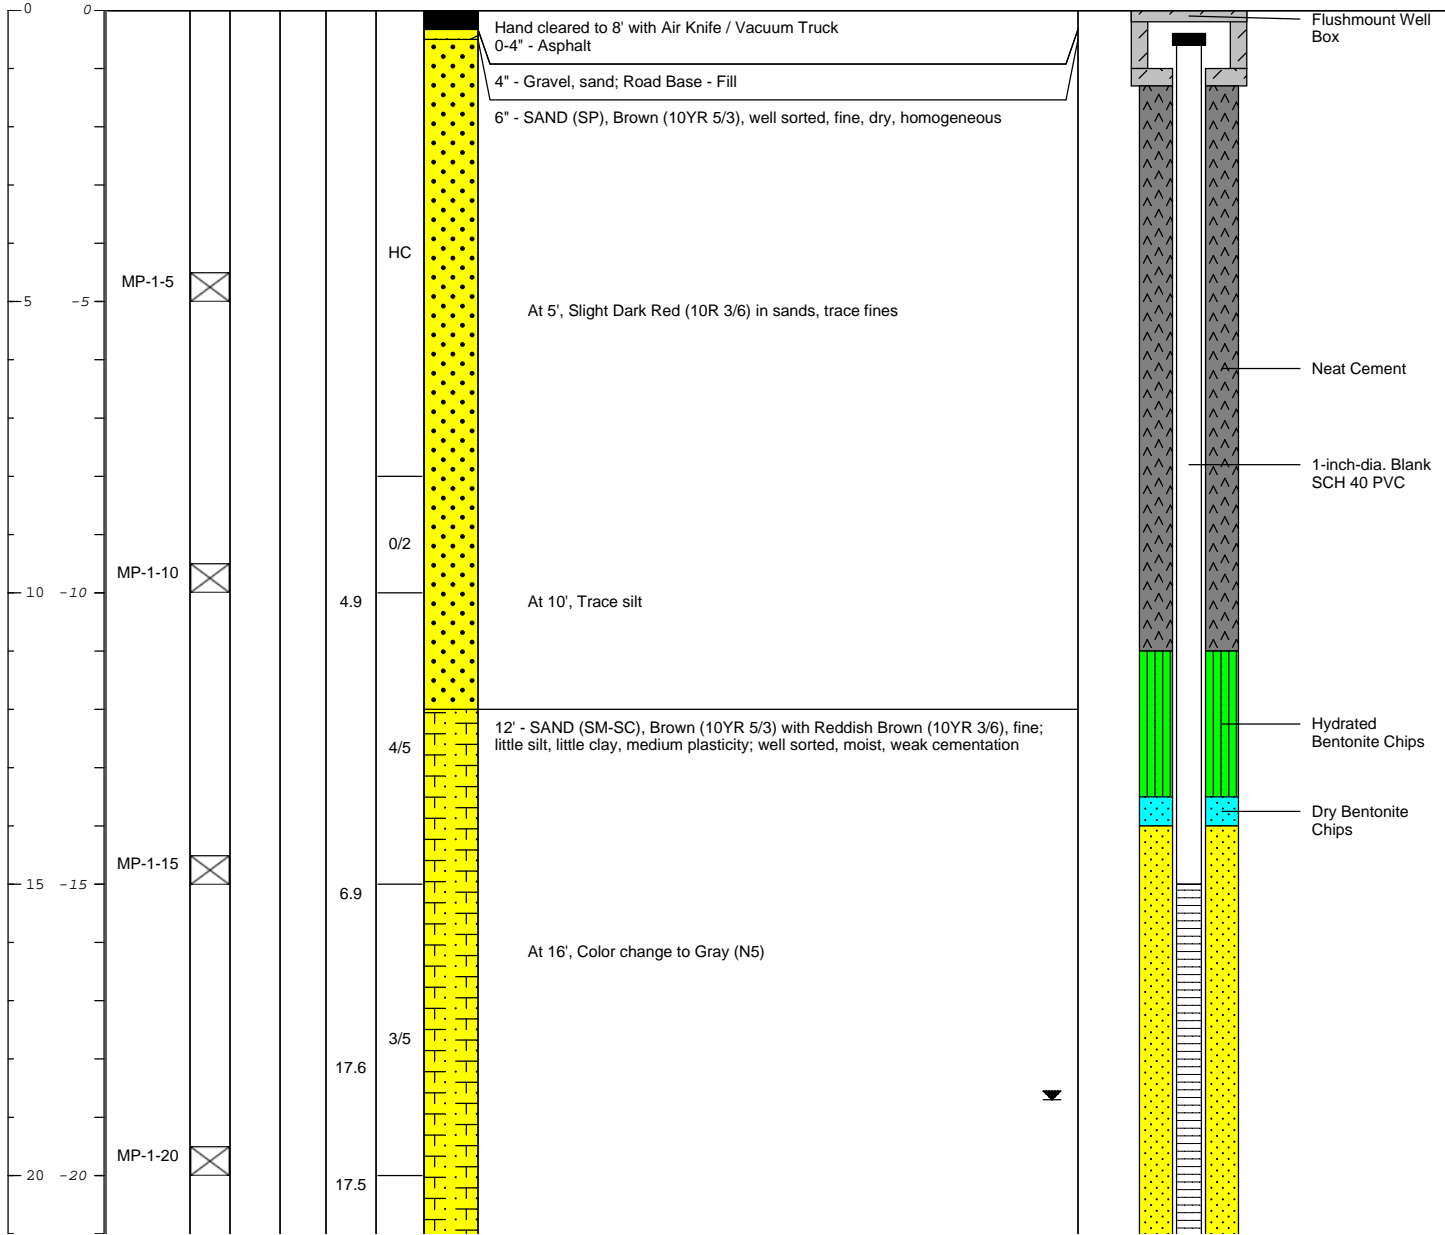 0
0
Hand cleared to 8' with Air Knife / Vacuum Truck
0-4" - Asphalt
Flushmount Well
Box
4" - Gravel, sand; Road Base - Fill
6" - SAND (SP), Brown (10YR 5/3), well sorted, fine, dry, homogeneous
HC
MP-1-5
5
-5
At 5', Slight Dark Red (10R 3/6) in sands, trace fines
Neat Cement
1-inch-dia. Blank
SCH 40 PVC
0/2
MP-1-10
10
-10
4.9
At 10', Trace silt
12' - SAND (SM-SC), Brown (10YR 5/3) with Reddish Brown (10YR 3/6), fine;
little silt, little clay, medium plasticity; well sorted, moist, weak cementation
4/5
Hydrated
Bentonite Chips
Dry Bentonite
Chips
MP-1-15
15
-15
6.9
At 16', Color change to Gray (N5)
3/5
17.6
MP-1-20
20
-20
17.5